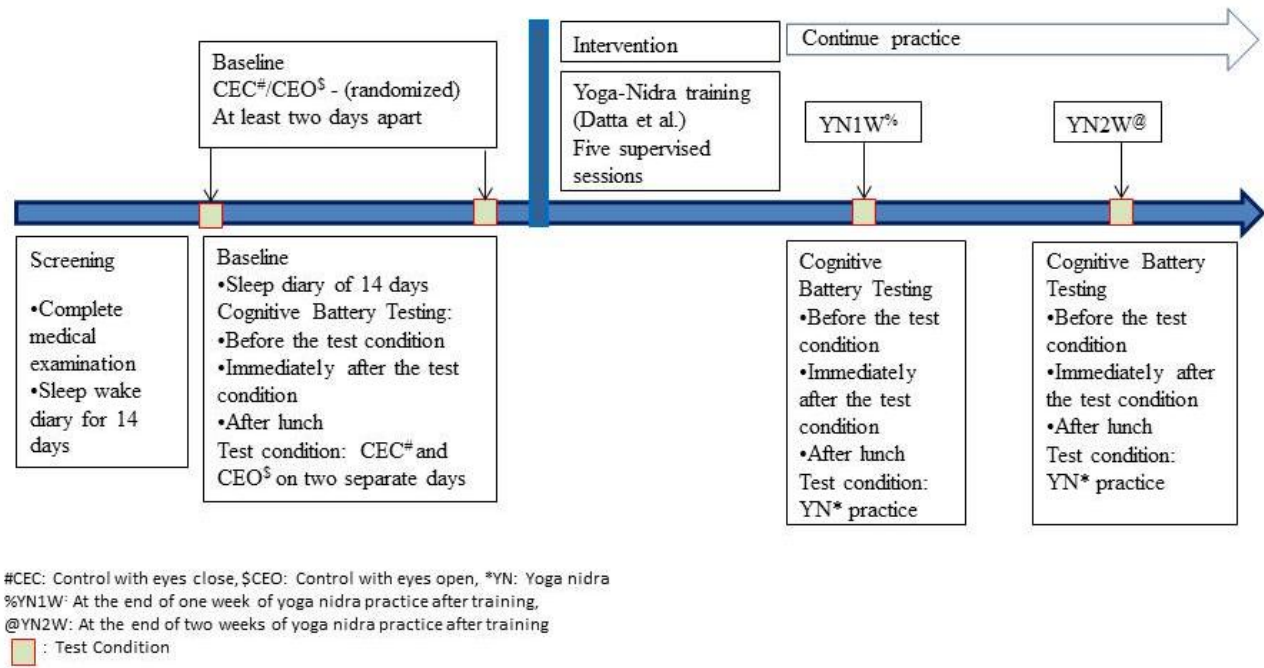 Baseline
CEC#/CEO$ - (randomized)
At least two days apart
Intervention
Yoga-Nidra training
(Datta et al.)
Five supervised
sessions
Continue practice
YN1W%
YN2W@
Screening
•Complete
medical
examination
•Sleep wake
diary for 14
days
Baseline
•Sleep diary of 14 days
Cognitive Battery Testing:
•Before the test condition
•Immediately after the test
condition
•After lunch
Test condition: CEC# and
CEO$ on two separate days
Cognitive
Battery Testing
•Before the test
condition
•Immediately
after the test
condition
•After lunch
Test condition:
YN* practice
Cognitive Battery
Testing
•Before the test
condition
•Immediately after
the test condition
•After lunch
Test condition:
YN* practice
#CEC: Control with eyes close, $CEO: Control with eyes open, *YN: Yoga nidra
%YN1W: At the end of one week of yoga nidra practice after training,
@YN2W: At the end of two weeks of yoga nidra practice after training
: Test Condition